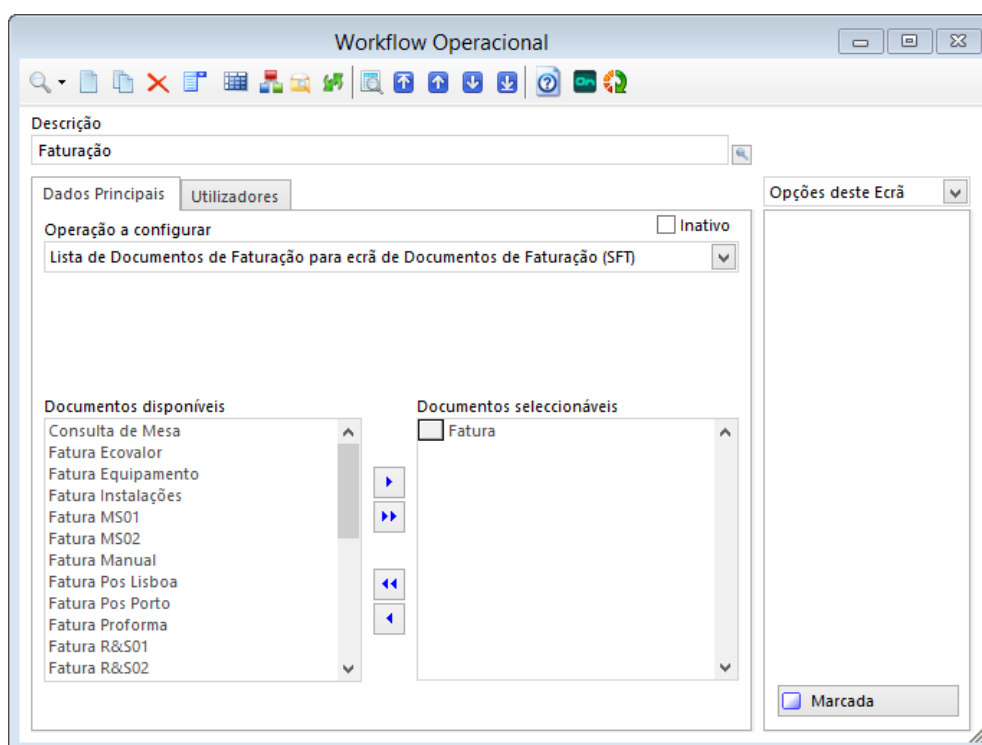 Workflow Operacional
On
Descrição
Faturação
Dados Principais
Utilizadores
Opções deste Ecrã
Operação a configurar
Inativo
Lista de Documentos de Faturação para ecrã de Documentos de Faturação (SFT)
Documentos disponíveis
Consulta de Mesa
Fatura Ecovalor
Fatura Equipamento
Fatura Instalações
Fatura MS01
Fatura MS02
Fatura Manual
Fatura Pos Lisboa
Fatura Pos Porto
Fatura Proforma
Fatura R&S01
Fatura R&S02
Documentos seleccionáveis
Fatura
Marcada